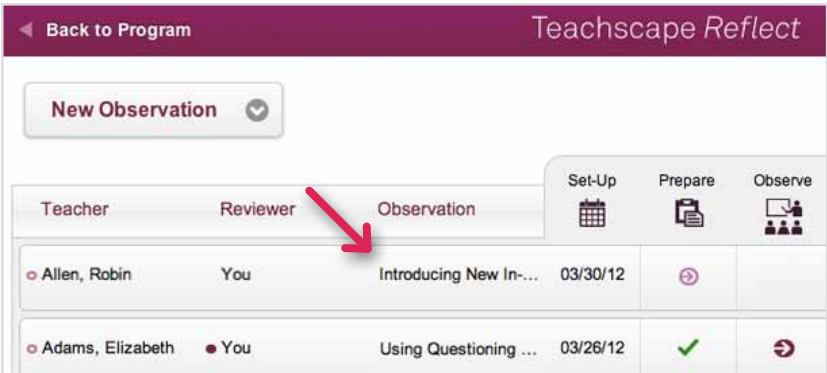 Back to Program
Teachscape Reflect
New Observation
Set-Up Prepare Observe
Teacher Reviewer Observation
Allen, Robin You Introducing New In-... 03/30/12
Adams, Elizabeth You Using Questioning ... 03/26/12